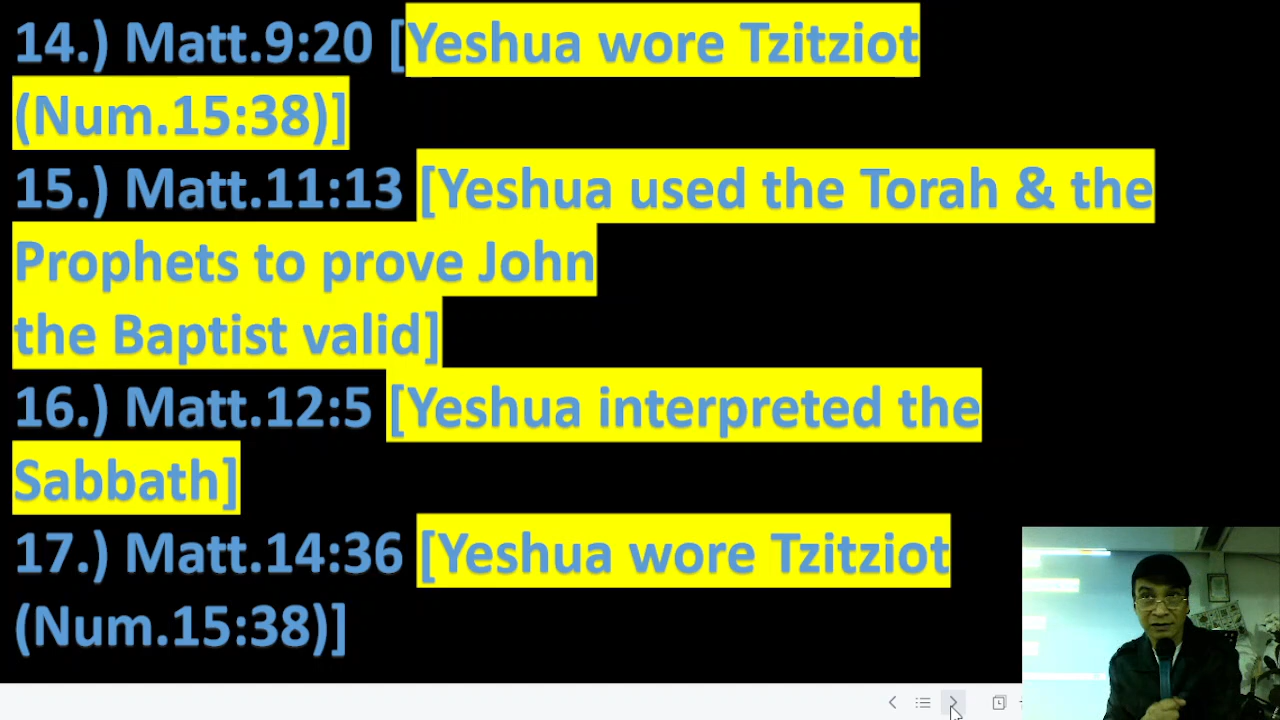 14.) Matt.9:20 [Yeshua wore Tzitziot
(Num.15:38)]
15.) Matt.11:13 [Yeshua used the Torah & the
Prophets to prove John
the Baptist valid]
16.) Matt.12:5 [Yeshua interpreted the
Sabbath]
17.) Matt.14:36 [Yeshua wore Tzitziot
(Num.15:38)]